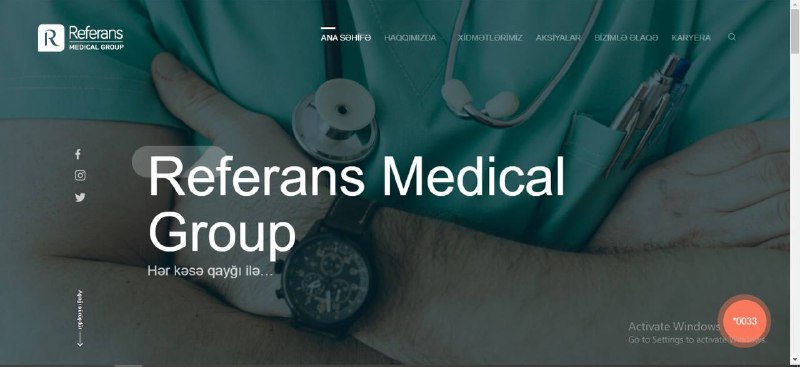 Referans
MEDICAL GROUP
ANA SƏHİFƏ HAQQIMIZDA XİDMƏTLƏRİMİZ AKSİYALAR BİZİMLƏ ƏLAQƏ KARYERA
Referans Medical
Group
Hər kəsə qayğı ilə...
*0033
Activate Windows
Go to Settings to activate Windows.